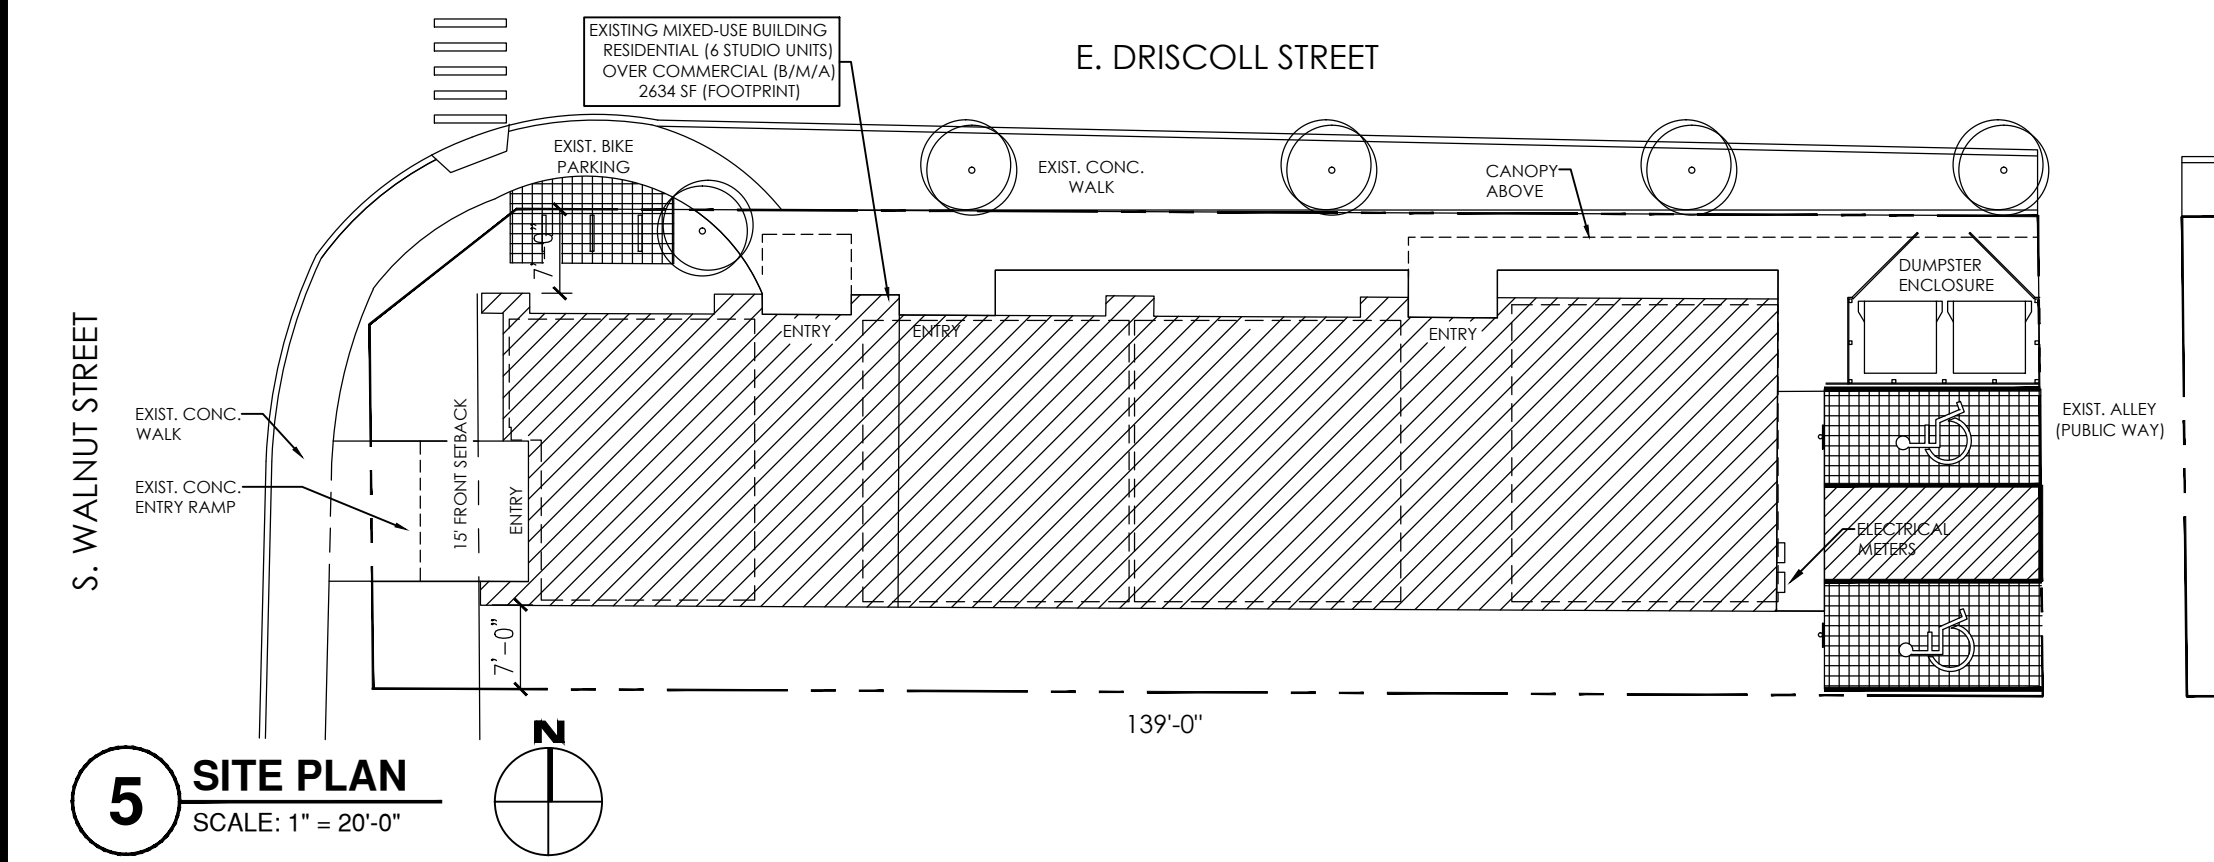 EXISTING MIXED-USE BUILDING
RESIDENTIAL (6 STUDIO UNITS)
OVER COMMERCIAL (B/M/A)
2634 SF (FOOTPRINT)
E. DRISCOLL STREET
EXIST. BIKE
PARKING
EXIST. CONC.
WALK
CANOPY
ABOVE
7'-0"
DUMPSTER
ENCLOSURE
ENTRY
ENTRY
ENTRY
S. WALNUT STREET
EXIST. CONC.
WALK
EXIST. CONC.
ENTRY RAMP
15' FRONT SETBACK
ENTRY
EXIST. ALLEY
(PUBLIC WAY)
ELECTRICAL
METERS
7'-0"
139'-0"
N
5
SITE PLAN
SCALE: 1" = 20'-0"